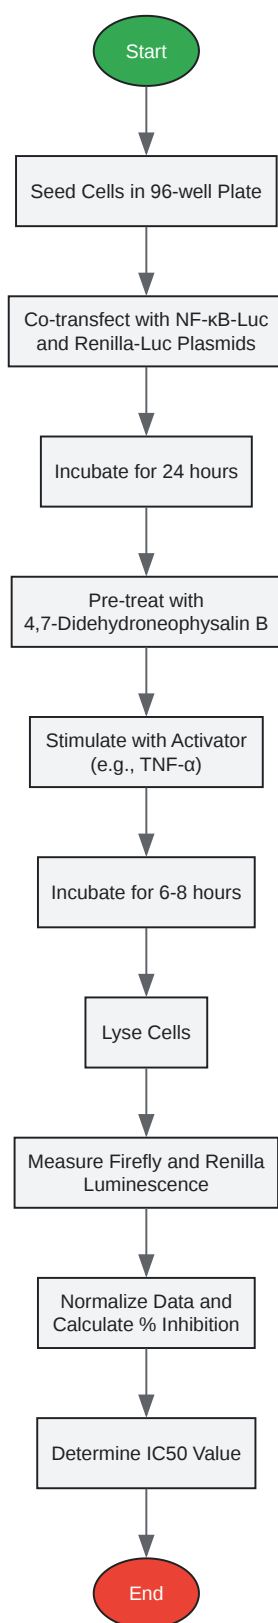 Start
Seed Cells in 96-well Plate
Co-transfect with NF-κB-Luc
and Renilla-Luc Plasmids
Incubate for 24 hours
Pre-treat with
4,7-Didehydroneophysalin B
Stimulate with Activator
(e.g., TNF-α)
Incubate for 6-8 hours
Lyse Cells
Measure Firefly and Renilla
Luminescence
Normalize Data and
Calculate % Inhibition
Determine IC50 Value
End